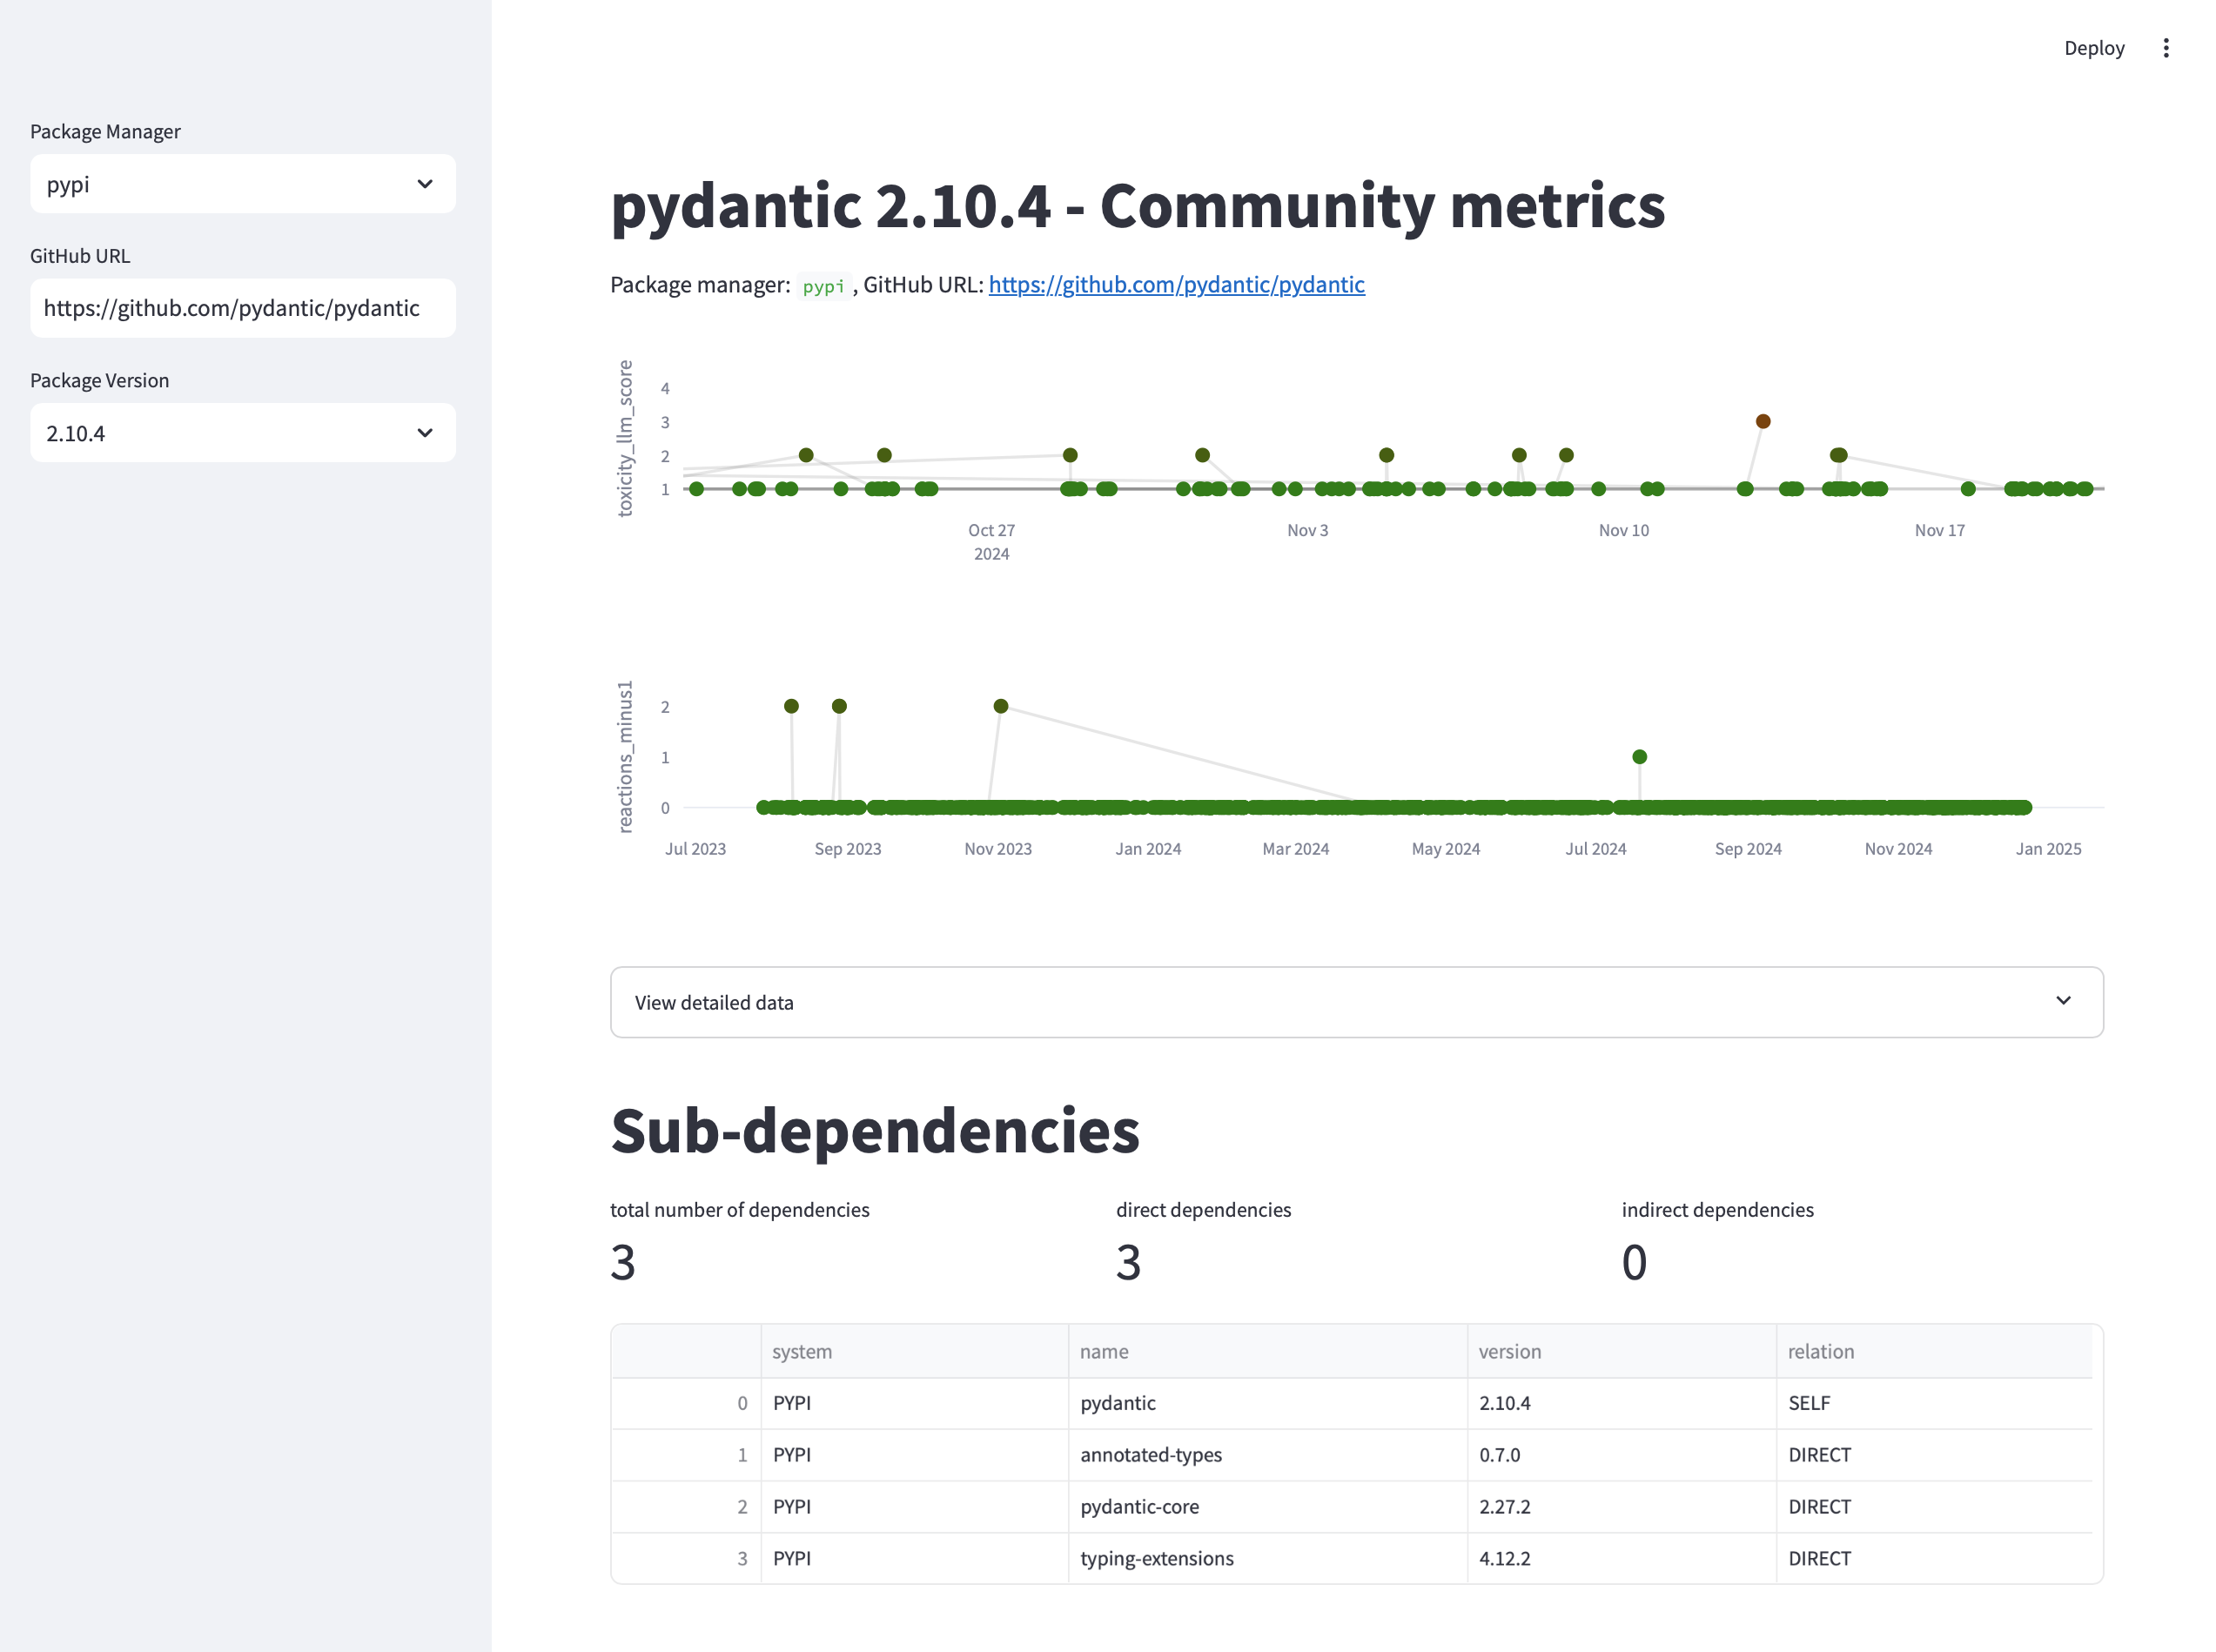 Deploy
Package Manager
pypi
GitHub URL
https://github.com/pydantic/pydantic
Package Version
2.10.4
pydantic 2.10.4 - Community metrics
Package manager: pypi , GitHub URL: https://github.com/pydantic/pydantic
toxicity_llm_score
4
3
2
1
Oct 27 Nov 3 Nov 10 Nov 17
2024
reactions_minus1
2
1
0
Jul 2023 Sep 2023 Nov 2023 Jan 2024 Mar 2024 May 2024 Jul 2024 Sep 2024 Nov 2024 Jan 2025
View detailed data
Sub-dependencies
total number of dependencies direct dependencies indirect dependencies
3 3 0
system name version relation
0 PYPI pydantic 2.10.4 SELF
1 PYPI annotated-types 0.7.0 DIRECT
2 PYPI pydantic-core 2.27.2 DIRECT
3 PYPI typing-extensions 4.12.2 DIRECT